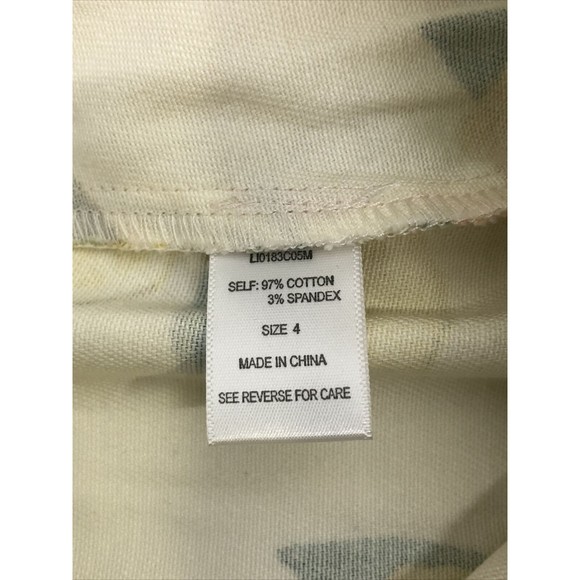 LI0183C05M
SELF: 97% COTTON
3% SPANDEX
SIZE 4
MADE IN CHINA
SEE REVERSE FOR CARE